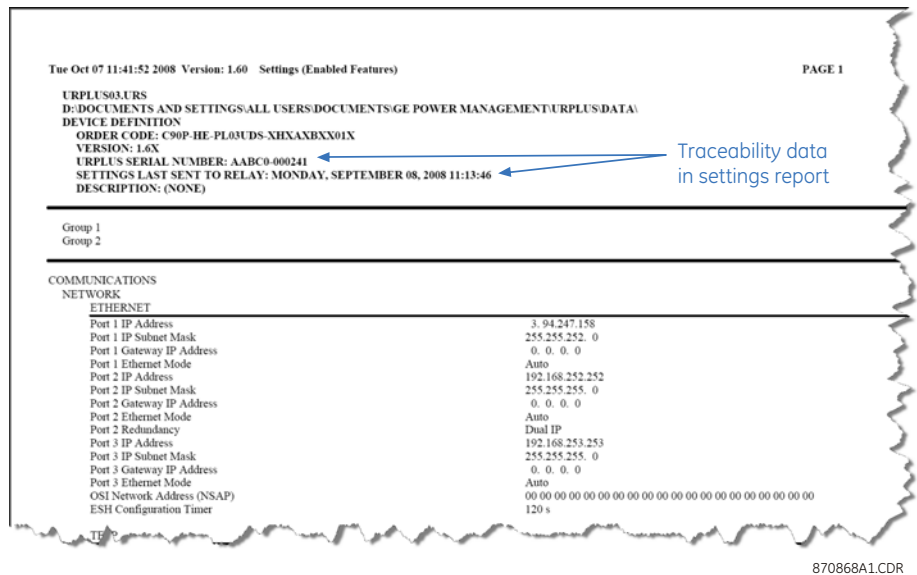 Tue Oct 07 11:41:52 2008 Version: 1.60 Settings (Enabled Features) PAGE 1
URPLUS03.URS
D:\DOCUMENTS AND SETTINGS\ALL USERS\DOCUMENTS\GE POWER MANAGEMENT\URPLUS\DATA\
DEVICE DEFINITION
ORDER CODE: C90P-HE-PL03UDS-XHXAXBXX01X
VERSION: 1.6X
URPLUS SERIAL NUMBER: AABC0-000241
SETTINGS LAST SENT TO RELAY: MONDAY, SEPTEMBER 08, 2008 11:13:46
DESCRIPTION: (NONE)
Traceability data
in settings report
Group 1
Group 2
COMMUNICATIONS
NETWORK
ETHERNET
Port 1 IP Address 3. 94.247.158
Port 1 IP Subnet Mask 255.255.252. 0
Port 1 Gateway IP Address 0. 0. 0. 0
Port 1 Ethernet Mode Auto
Port 2 IP Address 192.168.252.252
Port 2 IP Subnet Mask 255.255.255. 0
Port 2 Gateway IP Address 0. 0. 0. 0
Port 2 Ethernet Mode Auto
Port 2 Redundancy Dual IP
Port 3 IP Address 192.168.253.253
Port 3 IP Subnet Mask 255.255.255. 0
Port 3 Gateway IP Address 0. 0. 0. 0
Port 3 Ethernet Mode Auto
OSI Network Address (NSAP) 00 00 00 00 00 00 00 00 00 00 00 00 00 00 00 00 00 00 00 00
ESH Configuration Timer 120 s
870868A1.CDR